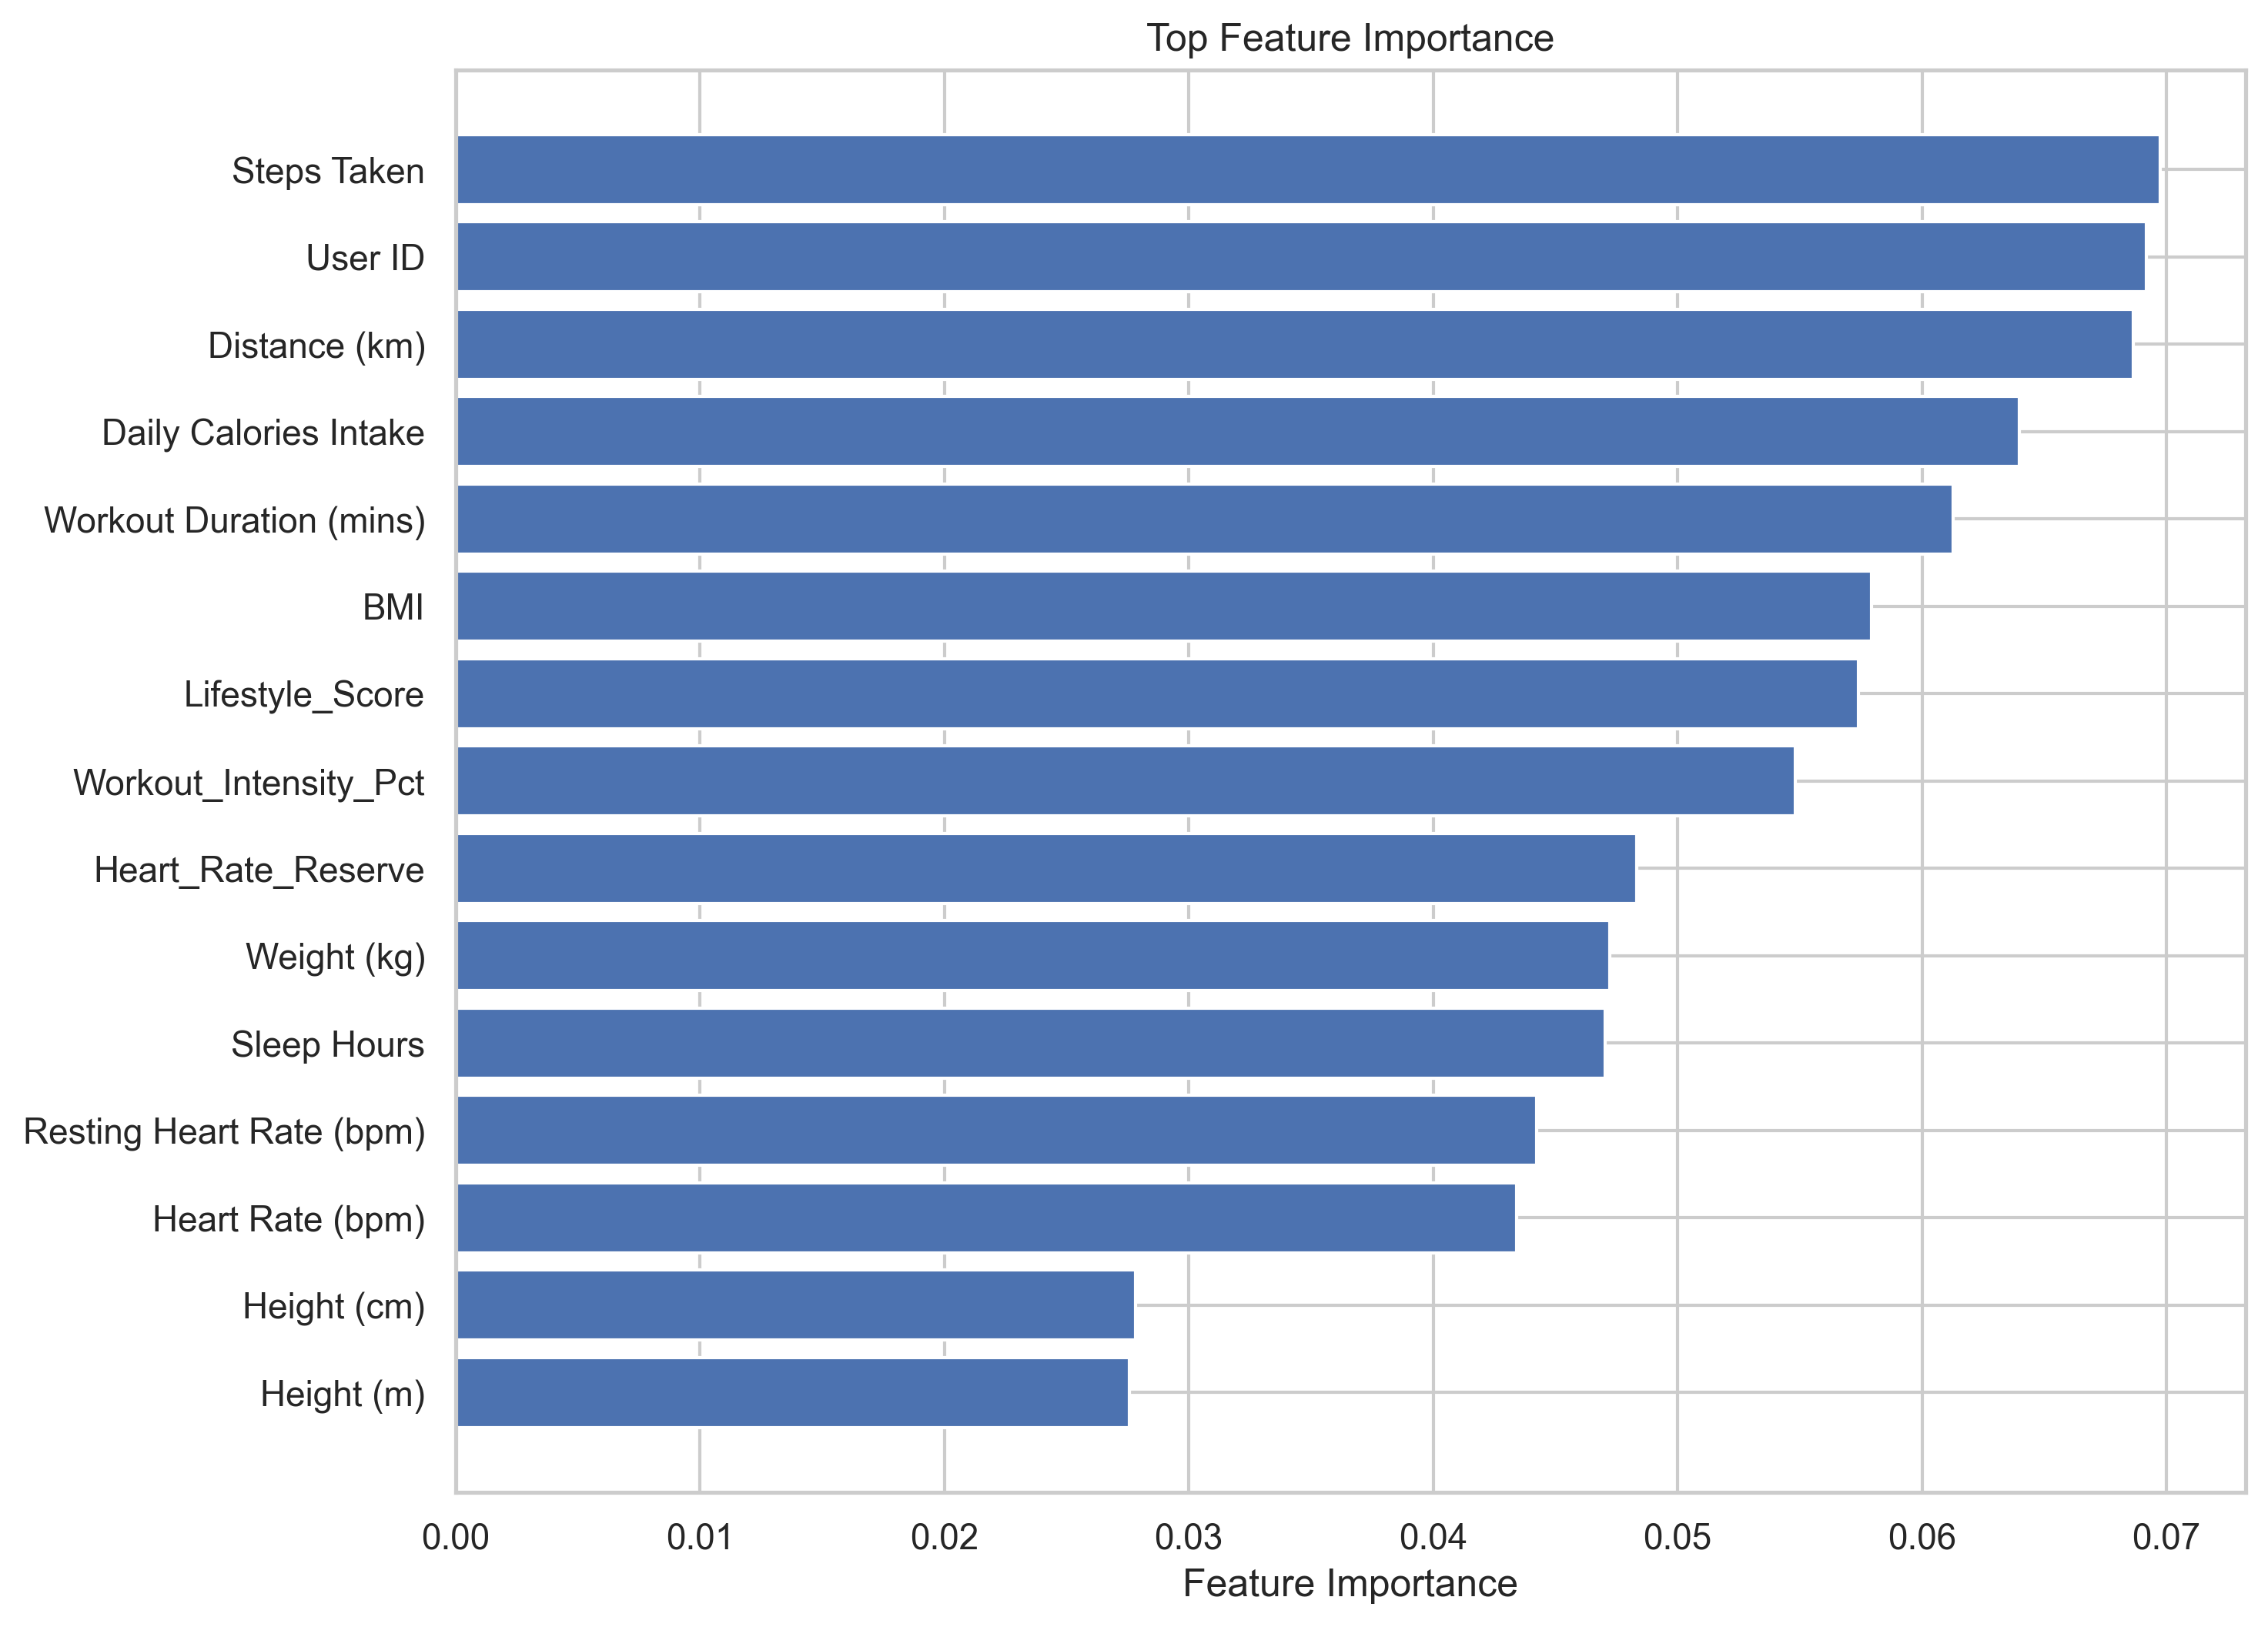 Top Feature Importance
Steps Taken
User ID
Distance (km)
Daily Calories Intake
Workout Duration (mins)
BMI
Lifestyle_Score
Workout_Intensity_Pct
Heart_Rate_Reserve
Weight (kg)
Sleep Hours
Resting Heart Rate (bpm)
Heart Rate (bpm)
Height (cm)
Height (m)
0.00 0.01 0.02 0.03 0.04 0.05 0.06 0.07
Feature Importance